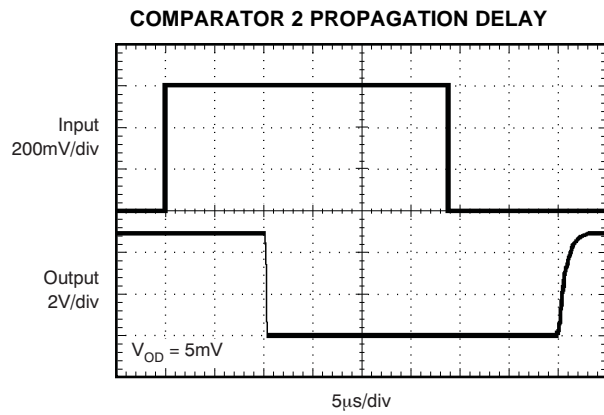 COMPARATOR 2 PROPAGATION DELAY
Input
200mV/div
Output
2V/div
V_OD = 5mV
5µs/div